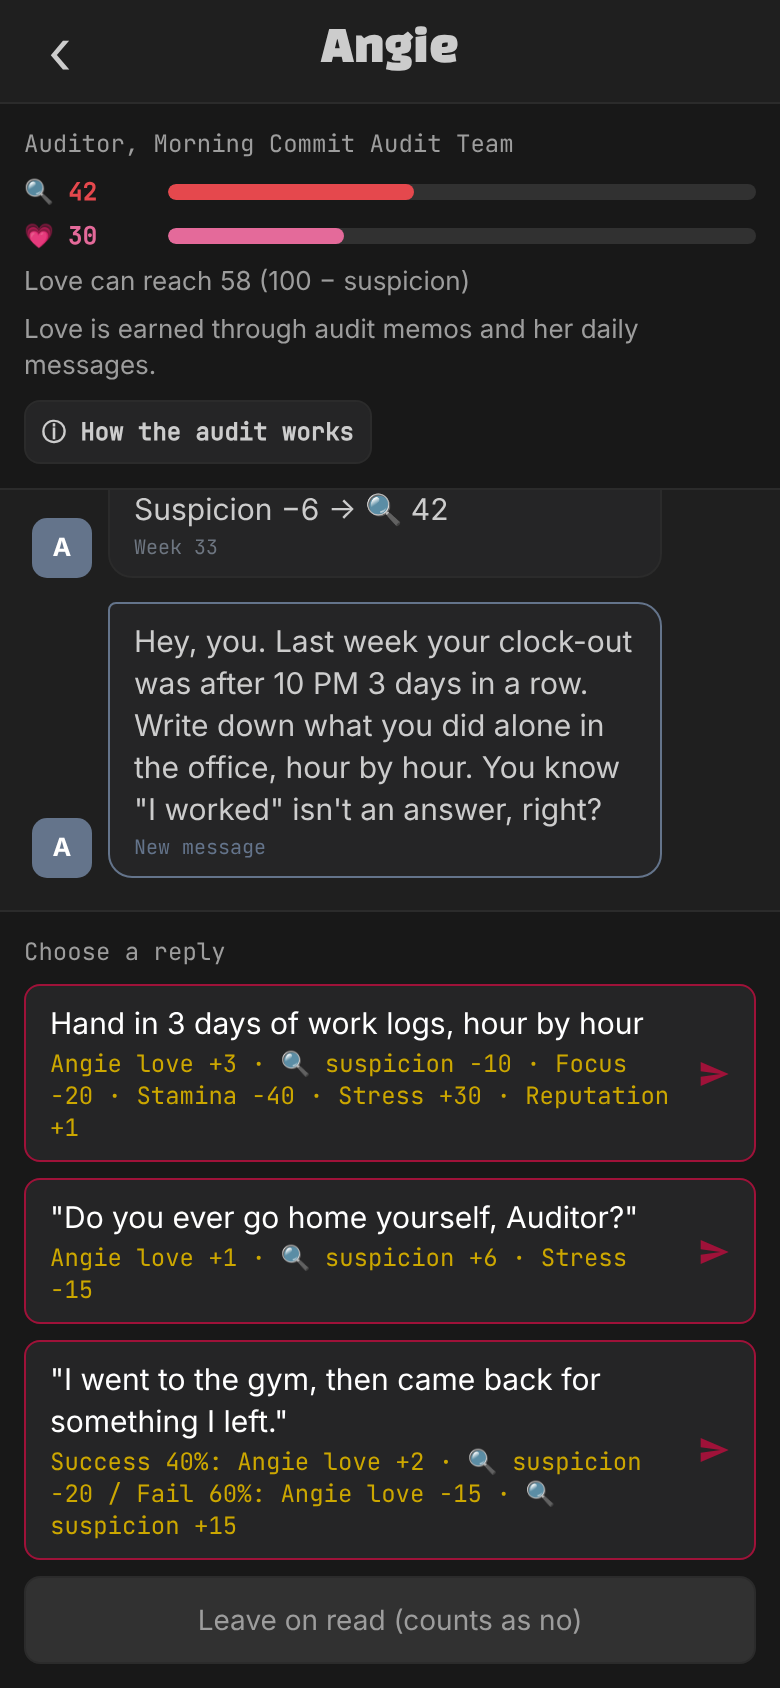 Angie
Auditor, Morning Commit Audit Team
🔍 42
💗 30
Love can reach 58 (100 − suspicion)
Love is earned through audit memos and her daily
messages.
ⓘ How the audit works
Suspicion −6 → 🔍 42
A
Week 33
Hey, you. Last week your clock-out
was after 10 PM 3 days in a row.
Write down what you did alone in
the office, hour by hour. You know
"I worked" isn't an answer, right?
A
New message
Choose a reply
Hand in 3 days of work logs, hour by hour
Angie love +3 · 🔍 suspicion -10 · Focus
-20 · Stamina -40 · Stress +30 · Reputation
+1
"Do you ever go home yourself, Auditor?"
Angie love +1 · 🔍 suspicion +6 · Stress
-15
"I went to the gym, then came back for
something I left."
Success 40%: Angie love +2 · 🔍 suspicion
-20 / Fail 60%: Angie love -15 · 🔍
suspicion +15
Leave on read (counts as no)